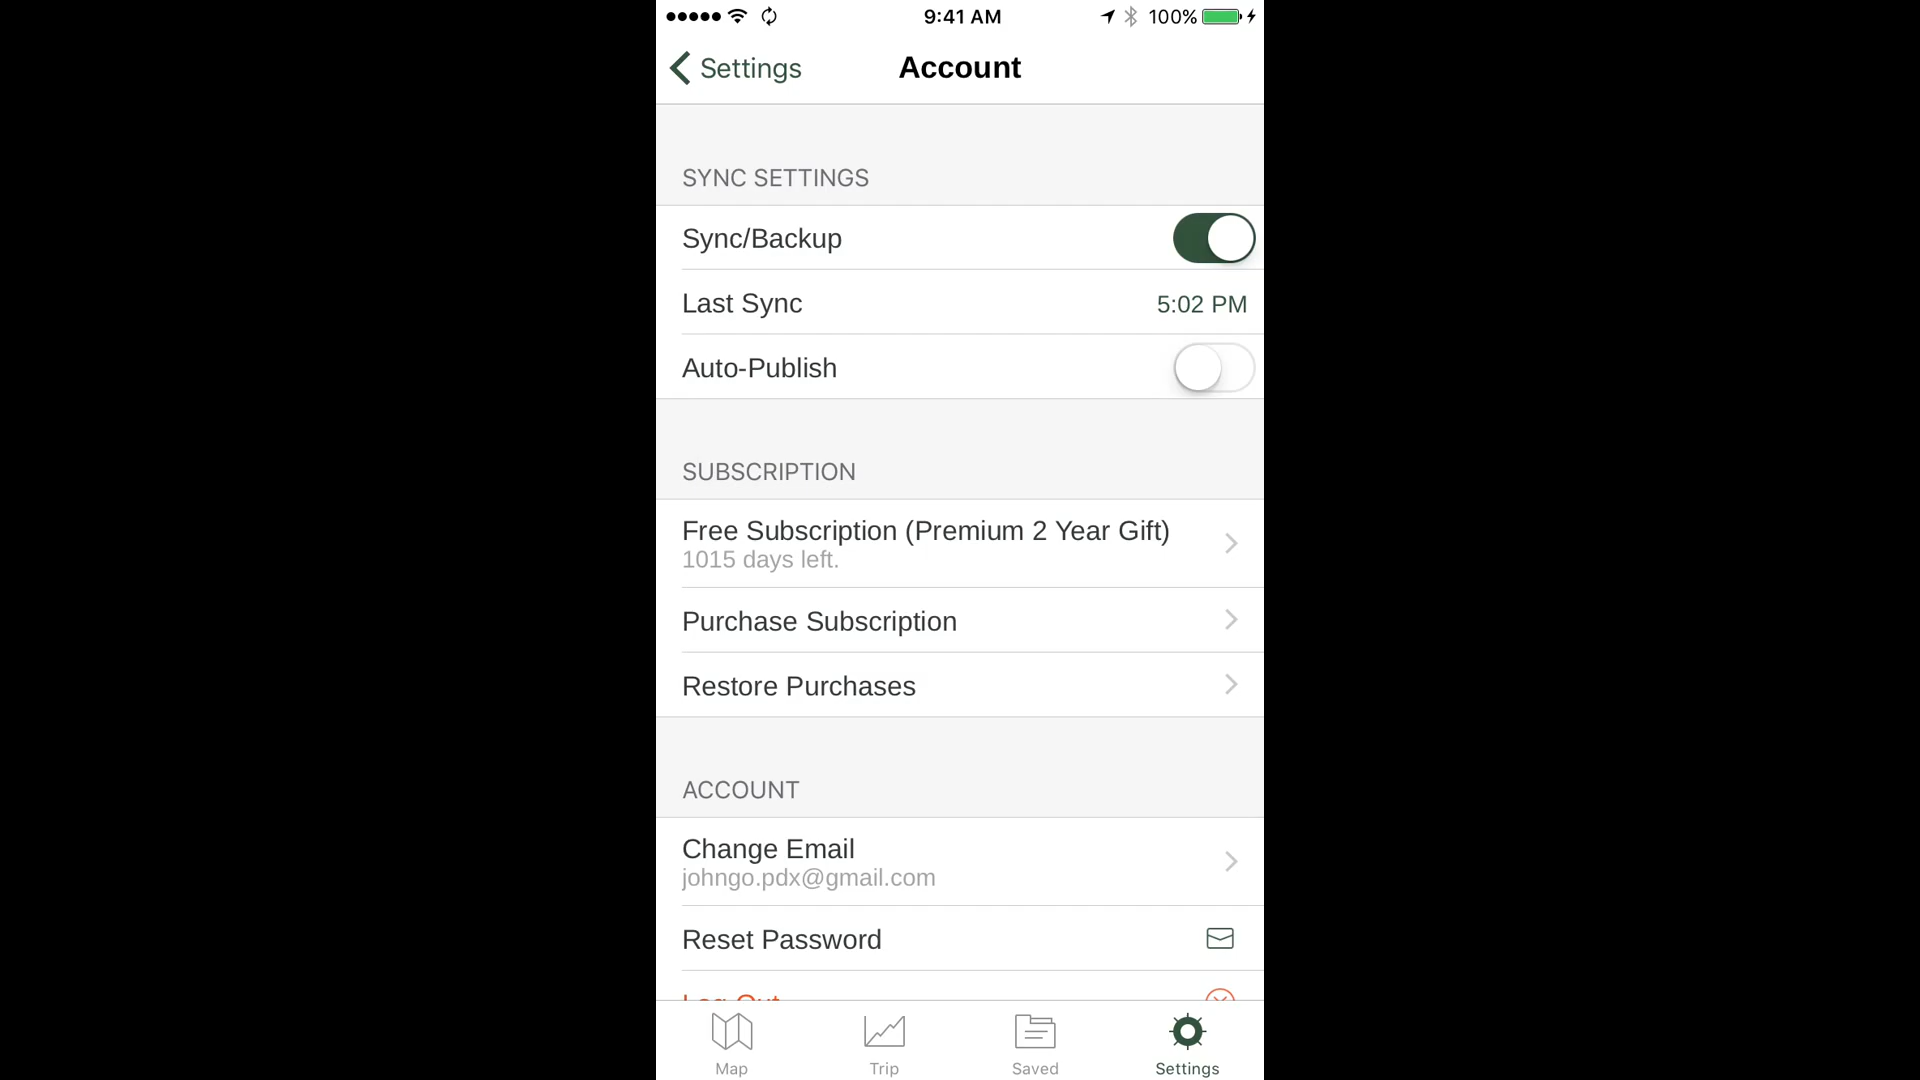 9:41 AM
100%
Settings
Account
SYNC SETTINGS
Sync/Backup
Last Sync
5:02 PM
Auto-Publish
SUBSCRIPTION
Free Subscription (Premium 2 Year Gift)
1015 days left.
Purchase Subscription
Restore Purchases
ACCOUNT
Change Email
johngo.pdx@gmail.com
Reset Password
Log Out
Map
Trip
Saved
Settings